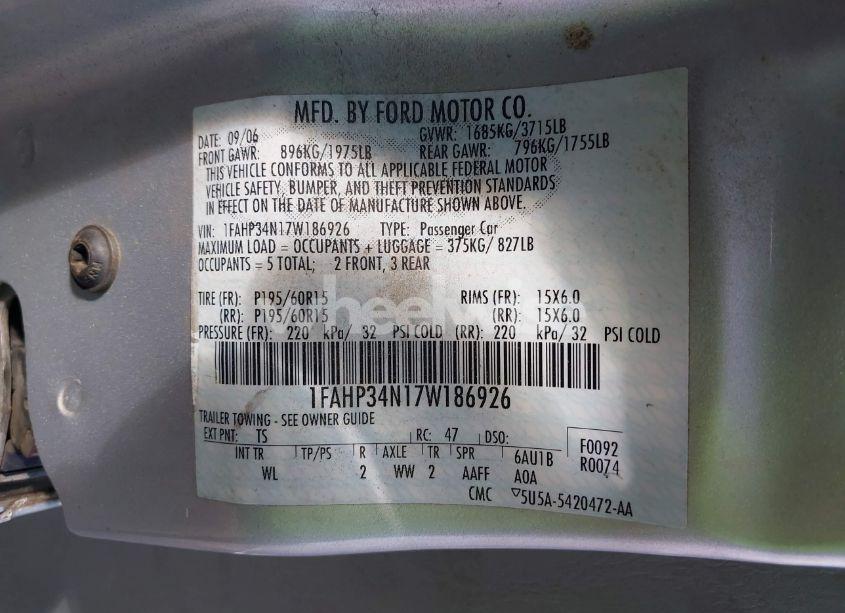 MFD. BY FORD MOTOR CO.
DATE: 09/06 GVWR: 1685KG/3715LB
FRONT GAWR: 896KG/1975LB REAR GAWR: 796KG/1755LB
THIS VEHICLE CONFORMS TO ALL APPLICABLE FEDERAL MOTOR
VEHICLE SAFETY, BUMPER, AND THEFT PREVENTION STANDARDS
IN EFFECT ON THE DATE OF MANUFACTURE SHOWN ABOVE.
VIN: 1FAHP34N17W186926 TYPE: Passenger Car
MAXIMUM LOAD = OCCUPANTS + LUGGAGE = 375KG/ 827LB
OCCUPANTS = 5 TOTAL; 2 FRONT, 3 REAR
TIRE (FR): P195/60R15 RIMS (FR): 15X6.0
(RR): P195/60R15 (RR): 15X6.0
PRESSURE (FR): 220 kPa/ 32 PSI COLD (RR): 220 kPa/ 32 PSI COLD
1FAHP34N17W186926
TRAILER TOWING - SEE OWNER GUIDE
EXT PNT: TS RC: 47 DSO: F0092
INT TR TP/PS R AXLE TR SPR 6AU1B R0074
WL 2 WW 2 AAFF AOA
CMC ▽5U5A-5420472-AA